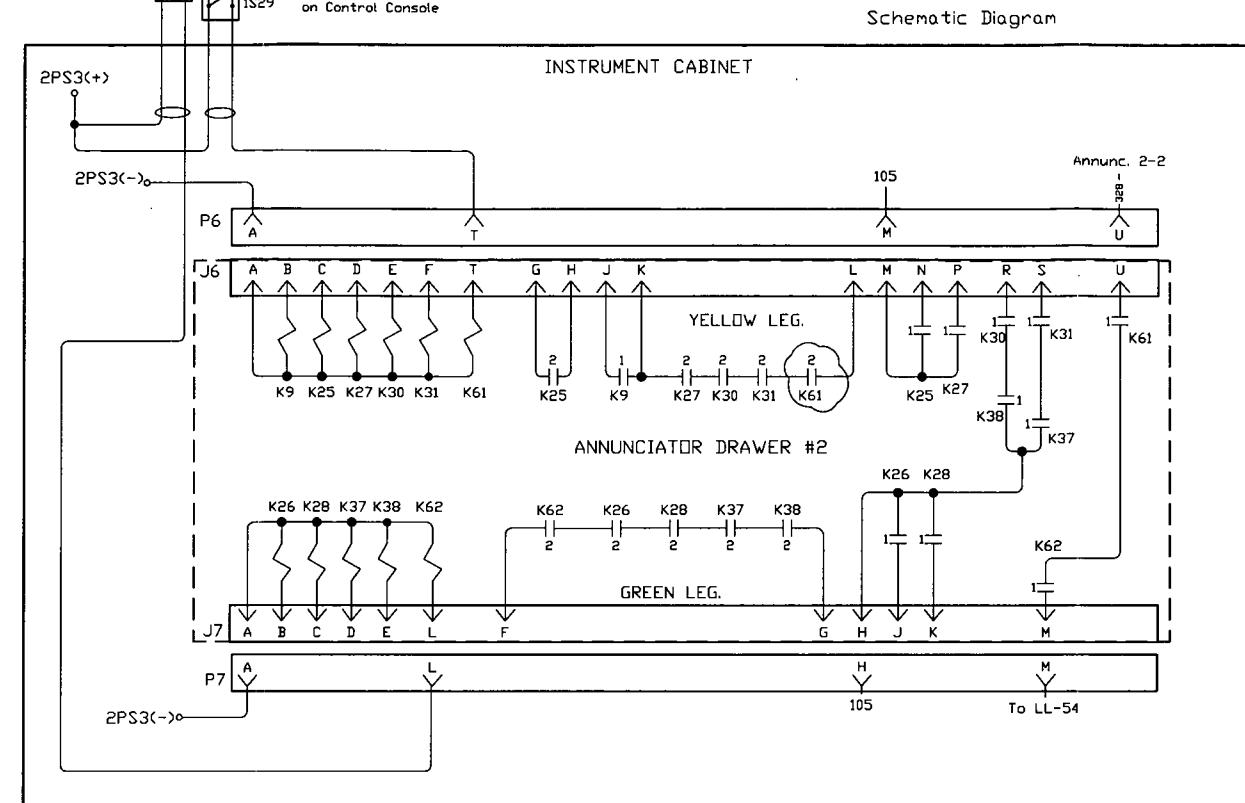 1S29
on Control Console
Schematic Diagram
INSTRUMENT CABINET
2PS3(+)
2PS3(-)
Annunc. 2-2
105
328
P6
A T M U
J6
A B C D E F T G H J K L M N P R S U
YELLOW LEG.
1 1 1 1 1
K30 K31 K61
2 1 2 2 2 2
K9 K25 K27 K30 K31 K61 K25 K9 K27 K30 K31 K61 K25 K27
1
K38
1
K37
ANNUNCIATOR DRAWER #2
K26 K28
K26 K28 K37 K38 K62
K62 K26 K28 K37 K38
2 2 2 2 2
1 1
K62
1
GREEN LEG.
J7
A B C D E L F G H J K M
P7
A L H M
2PS3(-)
105
To LL-54